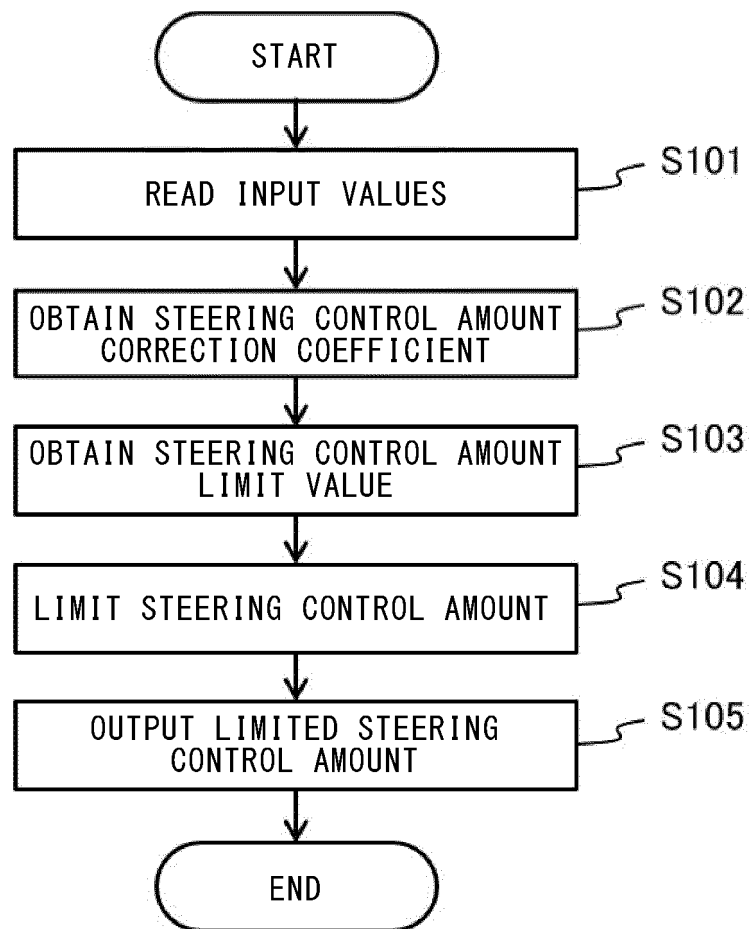 START
READ INPUT VALUES
S101
OBTAIN STEERING CONTROL AMOUNT
CORRECTION COEFFICIENT
S102
OBTAIN STEERING CONTROL AMOUNT
LIMIT VALUE
S103
LIMIT STEERING CONTROL AMOUNT
S104
OUTPUT LIMITED STEERING
CONTROL AMOUNT
S105
END